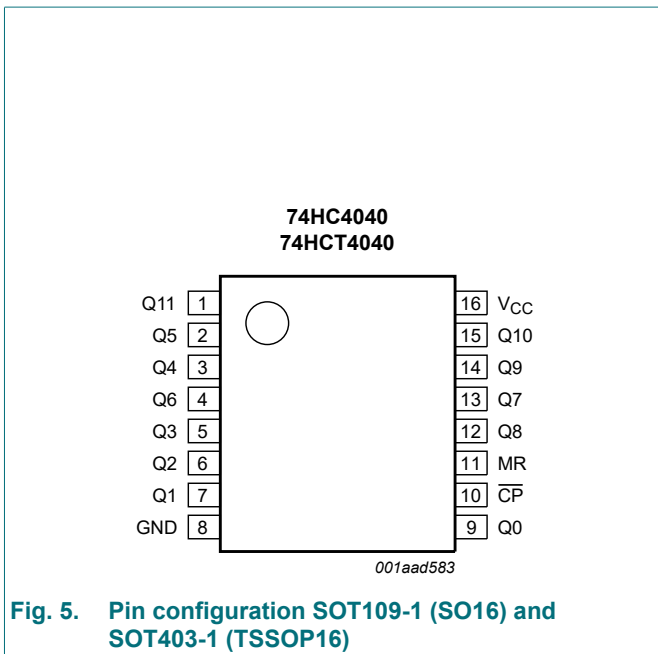 74HC4040
74HCT4040
Q11 1
Q5 2
Q4 3
Q6 4
Q3 5
Q2 6
Q1 7
GND 8
16 VCC
15 Q10
14 Q9
13 Q7
12 Q8
11 MR
10 C̅P̅
9 Q0
001aad583
Fig. 5. Pin configuration SOT109-1 (SO16) and
SOT403-1 (TSSOP16)